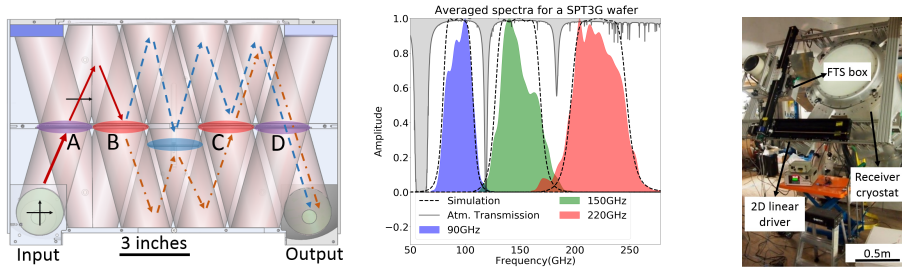 A
B
C
D
Input
3 inches
Output
Averaged spectra for a SPT3G wafer
Amplitude
1.0
0.8
0.6
0.4
0.2
0.0
−0.2
Simulation
Atm. Transmission
90GHz
150GHz
220GHz
50
100
150
200
250
Frequency(GHz)
FTS box
Receiver
cryostat
2D linear
driver
0.5m